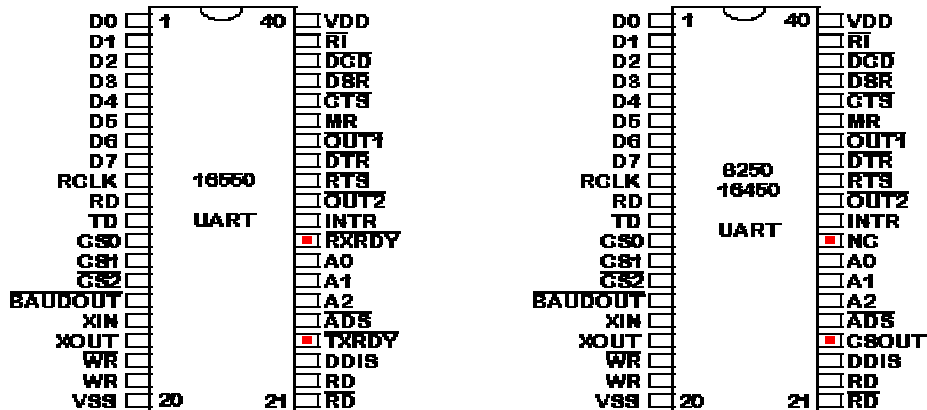 D0 1 40 VDD
D1 RI
D2 DCD
D3 DSR
D4 CTS
D5 MR
D6 OUT1
D7 DTR
RCLK 16550 RTS
RD OUT2
TD UART INTR
CS0 RXRDY
CS1 A0
CS2 A1
BAUDOUT A2
XIN ADS
XOUT TXRDY
WR DDIS
WR RD
VSS 20 21 RD
D0 1 40 VDD
D1 RI
D2 DCD
D3 DSR
D4 CTS
D5 MR
D6 OUT1
D7 8250 DTR
RCLK 16450 RTS
RD OUT2
TD UART INTR
CS0 NC
CS1 A0
CS2 A1
BAUDOUT A2
XIN ADS
XOUT CSOUT
WR DDIS
WR RD
VSS 20 21 RD